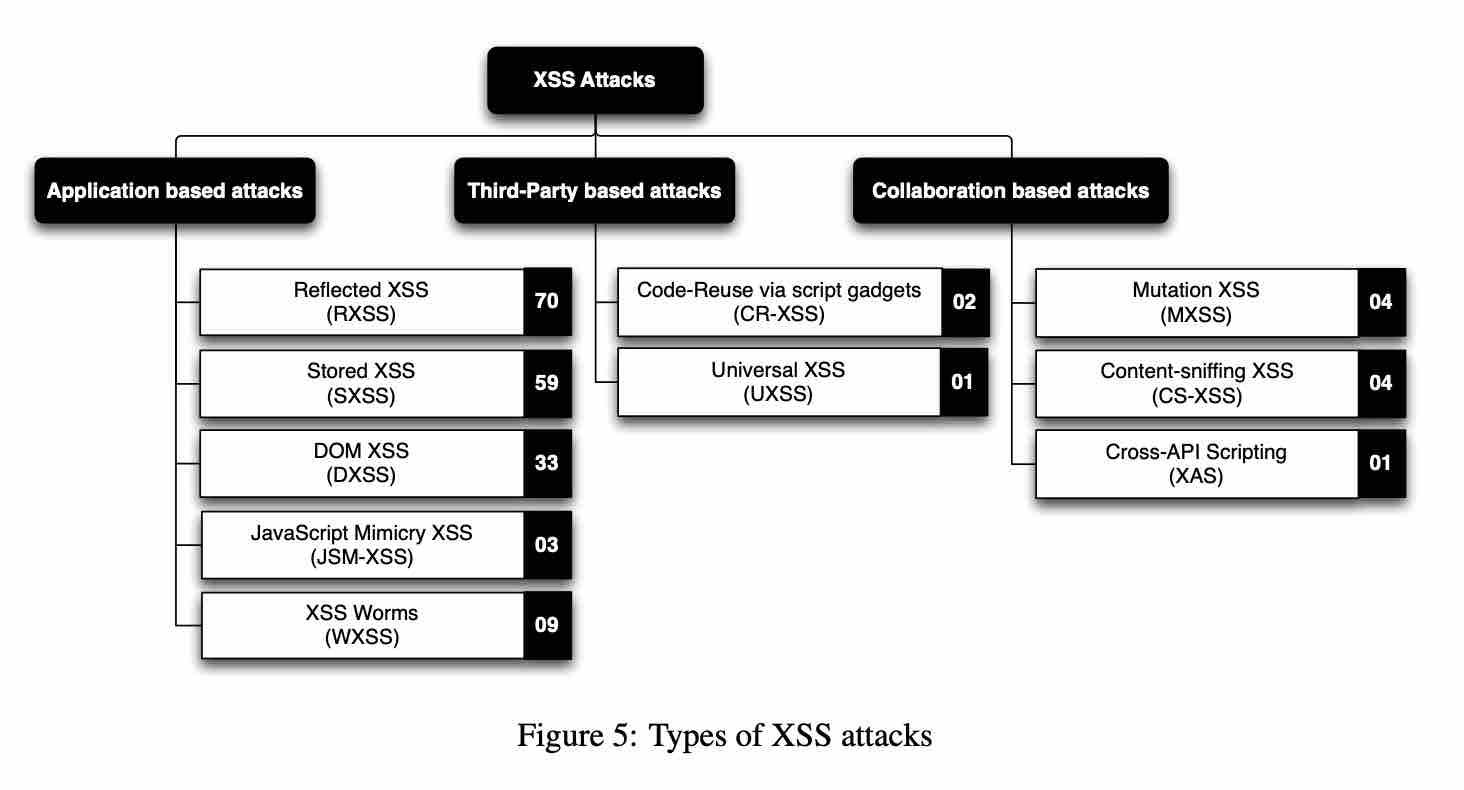 XSS Attacks
Application based attacks
Third-Party based attacks
Collaboration based attacks
Reflected XSS
(RXSS)
70
Stored XSS
(SXSS)
59
DOM XSS
(DXSS)
33
JavaScript Mimicry XSS
(JSM-XSS)
03
XSS Worms
(WXSS)
09
Code-Reuse via script gadgets
(CR-XSS)
02
Universal XSS
(UXSS)
01
Mutation XSS
(MXSS)
04
Content-sniffing XSS
(CS-XSS)
04
Cross-API Scripting
(XAS)
01
Figure 5: Types of XSS attacks